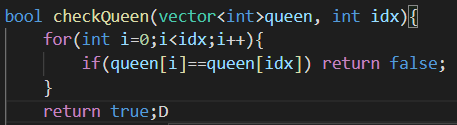 bool checkQueen(vector<int>queen, int idx){
    for(int i=0;i<idx;i++){
        if(queen[i]==queen[idx]) return false;
    }
    return true;D